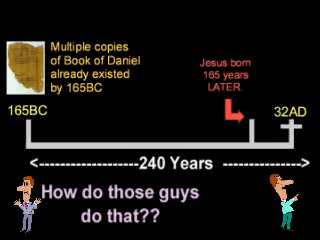 Multiple copies
of Book of Daniel
already existed
by 165BC
Jesus born
165 years
LATER.
165BC
32AD
<--------------------240 Years ---------------->
How do those guys
do that??